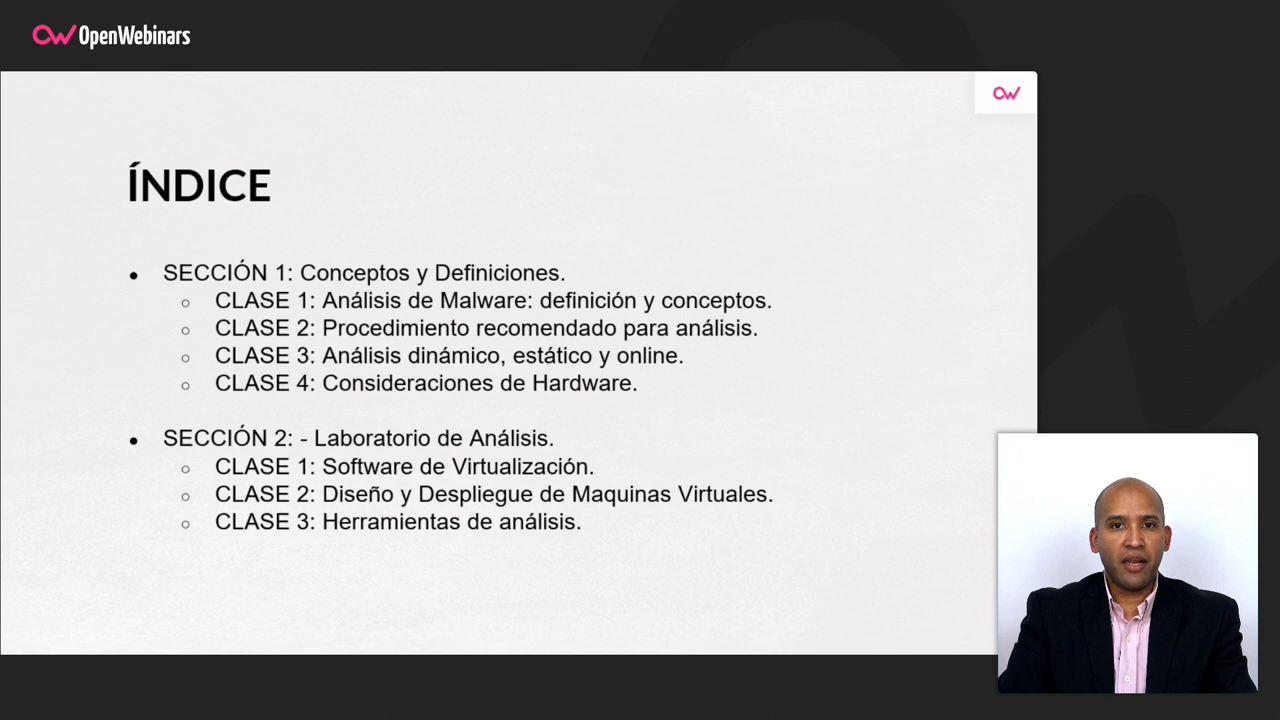 OpenWebinars
ÍNDICE
● SECCIÓN 1: Conceptos y Definiciones.
○ CLASE 1: Análisis de Malware: definición y conceptos.
○ CLASE 2: Procedimiento recomendado para análisis.
○ CLASE 3: Análisis dinámico, estático y online.
○ CLASE 4: Consideraciones de Hardware.
● SECCIÓN 2: - Laboratorio de Análisis.
○ CLASE 1: Software de Virtualización.
○ CLASE 2: Diseño y Despliegue de Maquinas Virtuales.
○ CLASE 3: Herramientas de análisis.